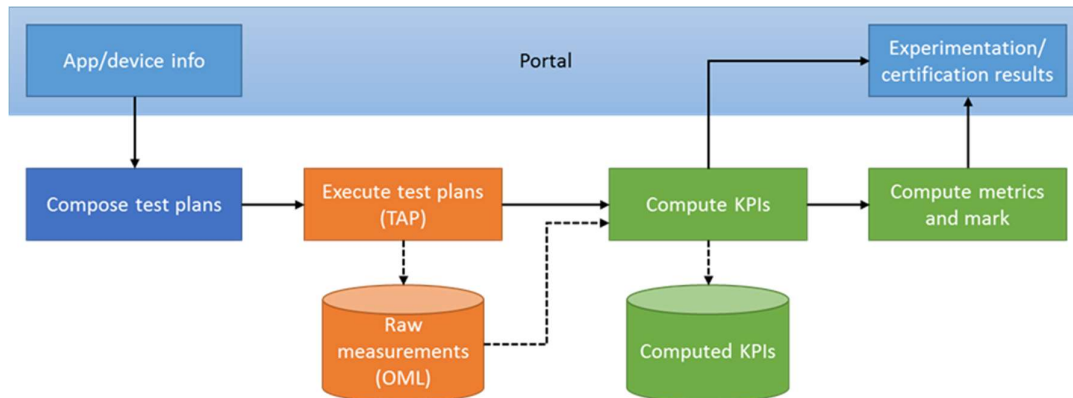 App/device info
Portal
Experimentation/
certification results
Compose test plans
Execute test plans
(TAP)
Compute KPIs
Compute metrics
and mark
Raw
measurements
(OML)
Computed KPIs